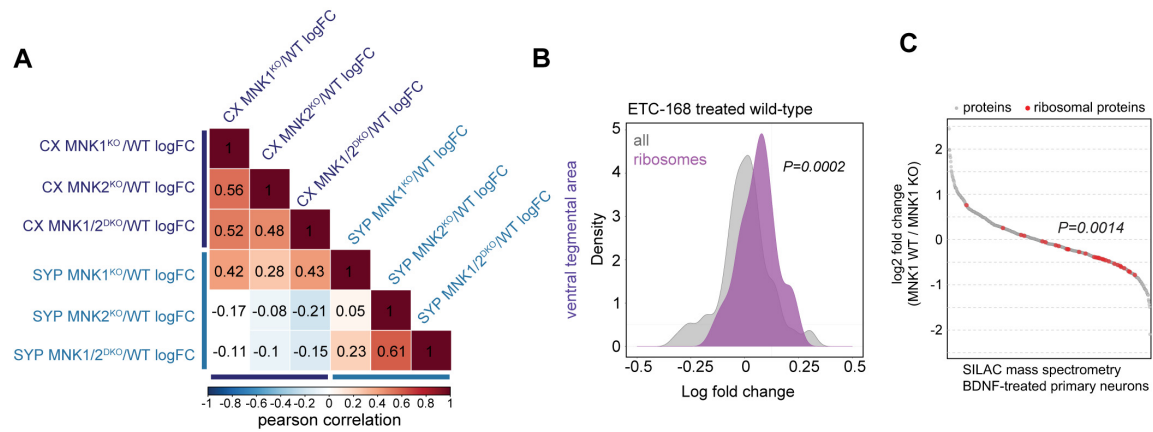 A
CX MNK1KO/WT logFC
CX MNK2KO/WT logFC
CX MNK1/2DKO/WT logFC
SYP MNK1KO/WT logFC
SYP MNK2KO/WT logFC
SYP MNK1/2DKO/WT logFC
CX MNK1KO/WT logFC 1
CX MNK2KO/WT logFC 0.56 1
CX MNK1/2DKO/WT logFC 0.52 0.48 1
SYP MNK1KO/WT logFC 0.42 0.28 0.43 1
SYP MNK2KO/WT logFC -0.17 -0.08 -0.21 0.05 1
SYP MNK1/2DKO/WT logFC -0.11 -0.1 -0.15 0.23 0.61 1
-1 -0.8 -0.6 -0.4 -0.2 0 0.2 0.4 0.6 0.8 1
pearson correlation
B
ETC-168 treated wild-type
ventral tegmental area
Density
5
4
3
2
1
0
all
ribosomes
P=0.0002
-0.5 -0.25 0 0.25 0.5
Log fold change
C
proteins ribosomal proteins
log2 fold change
(MNK1 WT / MNK1 KO)
2
1
0
-1
-2
P=0.0014
SILAC mass spectrometry
BDNF-treated primary neurons